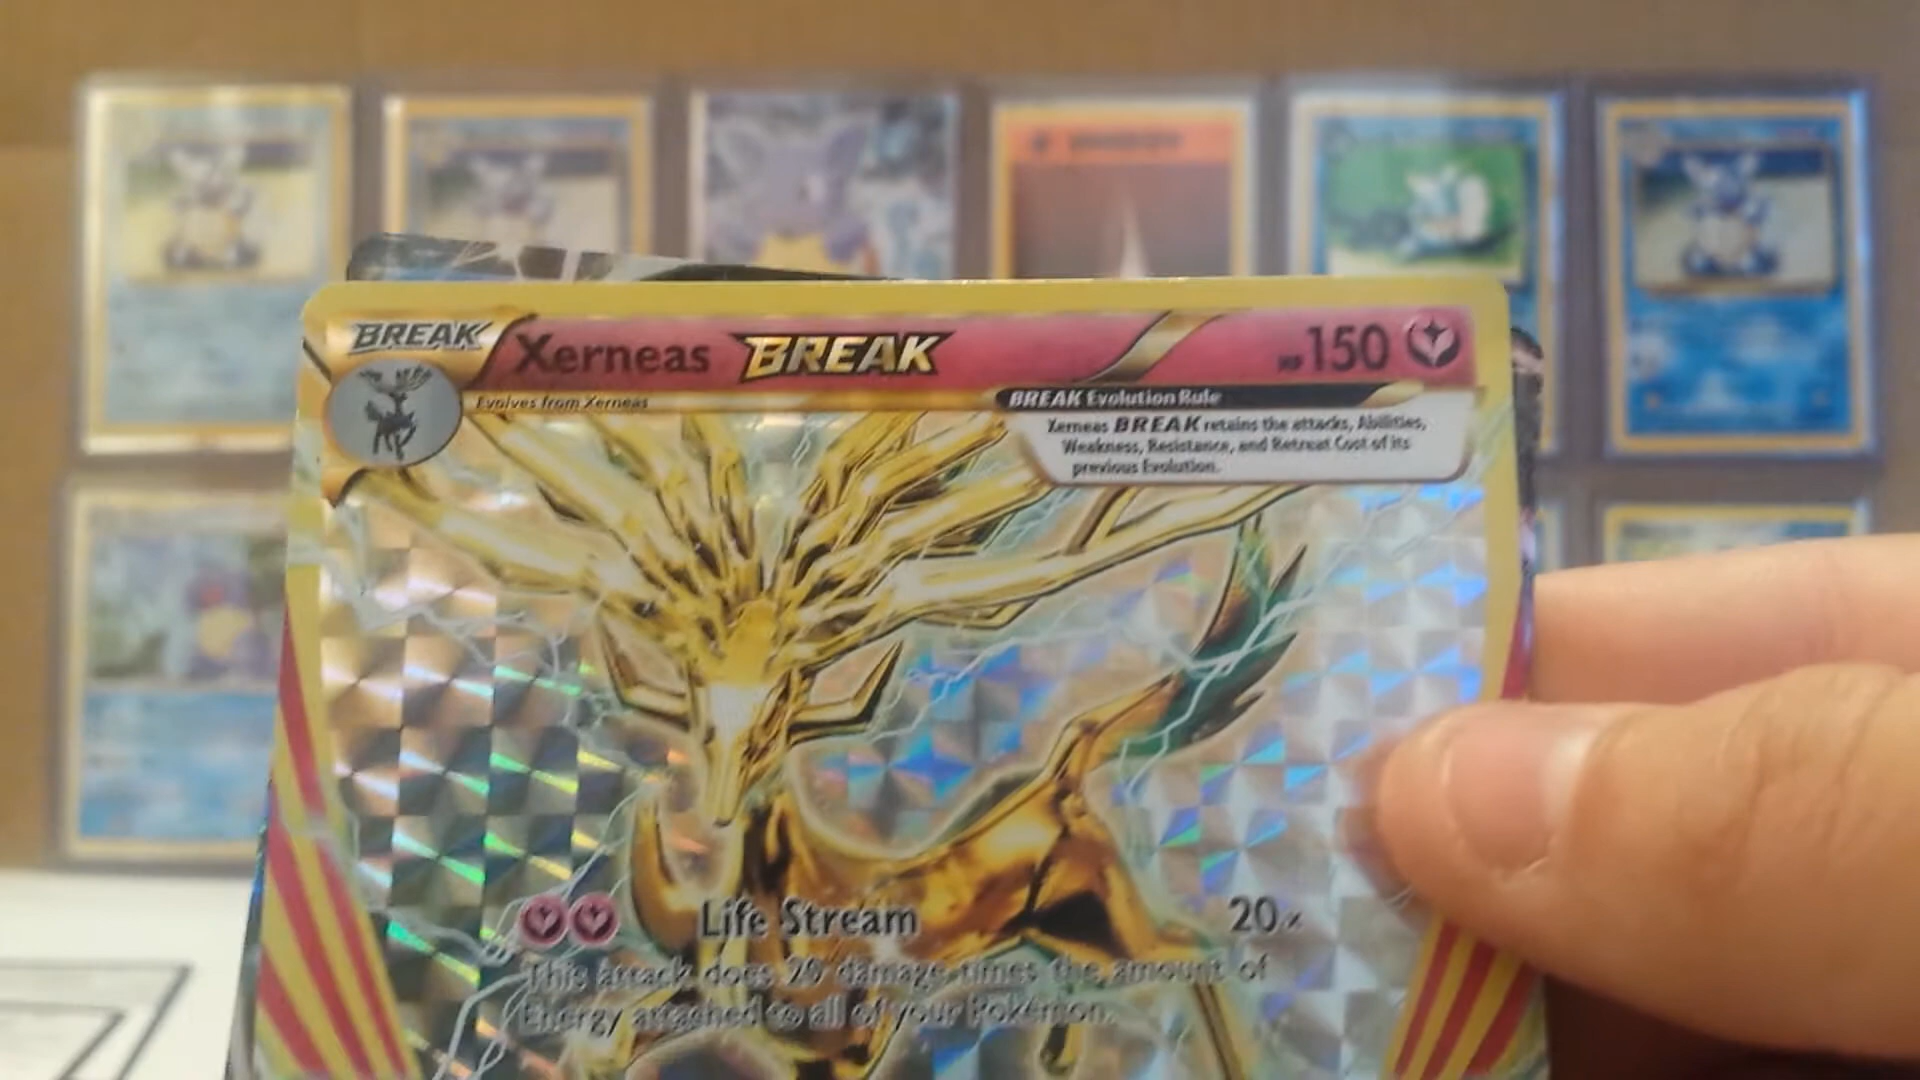 BREAK
Xerneas BREAK HP150
Evolves from Xerneas
BREAK Evolution Rule
Xerneas BREAK retains the attacks, Abilities,
Weakness, Resistance, and Retreat Cost of its
previous Evolution.
Life Stream 20×
This attack does 20 damage times the amount of
Energy attached to all of your Pokémon.